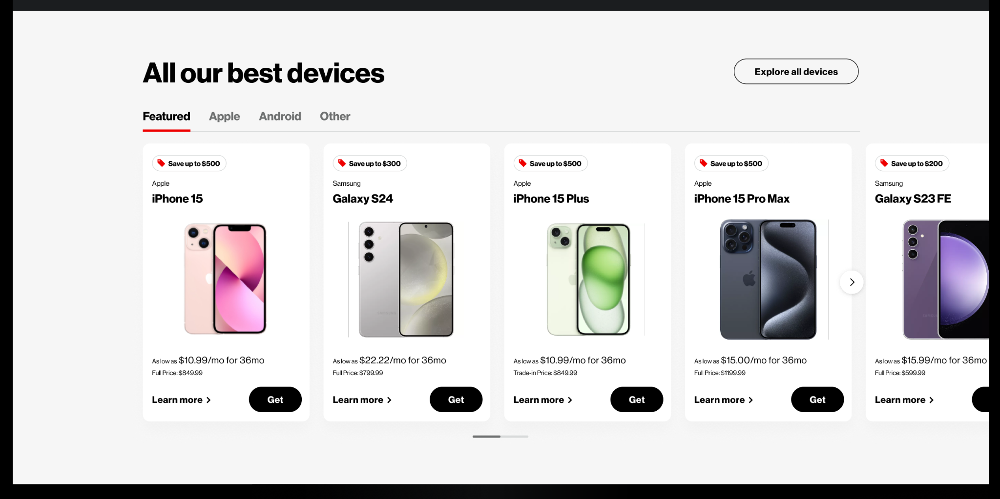 All our best devices
Explore all devices
Featured
Apple
Android
Other
Save up to $500
Apple
iPhone 15
As low as $10.99/mo for 36mo
Full Price: $849.99
Learn more
Get
Save up to $300
Samsung
Galaxy S24
SAMSUNG
As low as $22.22/mo for 36mo
Full Price: $799.99
Learn more
Get
Save up to $500
Apple
iPhone 15 Plus
As low as $10.99/mo for 36mo
Trade-in Price: $849.99
Learn more
Get
Save up to $500
Apple
iPhone 15 Pro Max
As low as $15.00/mo for 36mo
Full Price: $1199.99
Learn more
Get
Save up to $200
Samsung
Galaxy S23 FE
As low as $15.99/mo for 36mo
Full Price: $599.99
Learn more